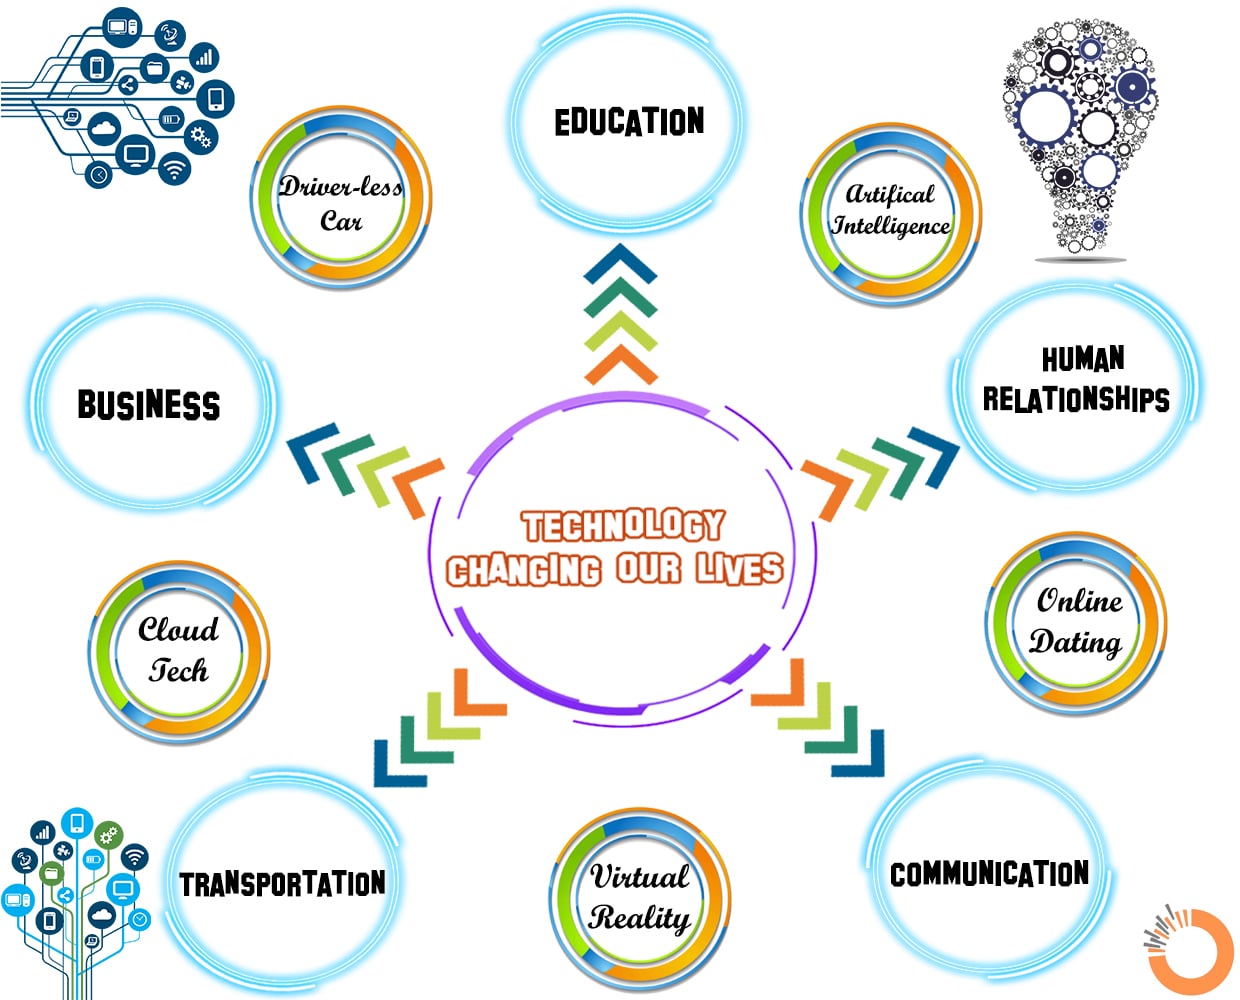 EDUCATION
Driver-less
Car
Artifical
Intelligence
BUSINESS
HUMAN
RELATIONSHIPS
TECHNOLOGY
CHANGING OUR LIVES
Cloud
Tech
Online
Dating
TRANSPORTATION
Virtual
Reality
COMMUNICATION